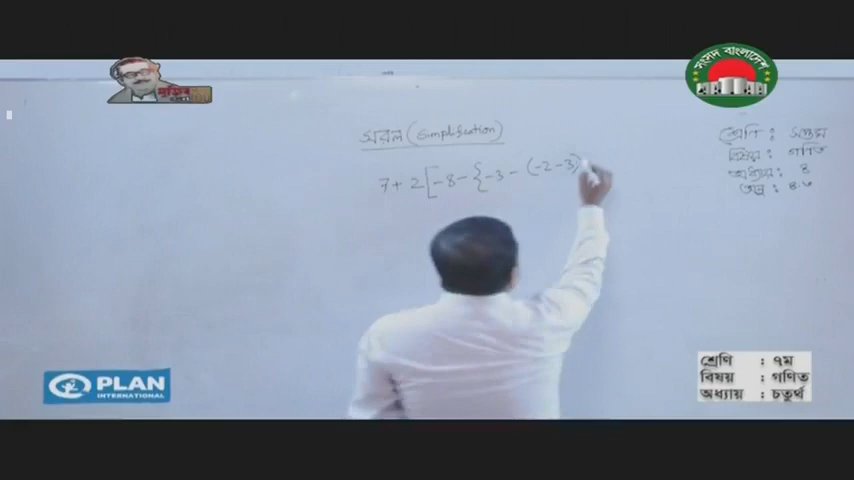 সংসদ বাংলাদেশ
সরল (Simplification)
7 + 2 [ -8 - { -3 - (-2 - 3)
শ্রেণি : সপ্তম
বিষয় : গণিত
অধ্যায় : ৪
PLAN
INTERNATIONAL
শ্রেণি : ৭ম
বিষয় : গণিত
অধ্যায় : চতুর্থ